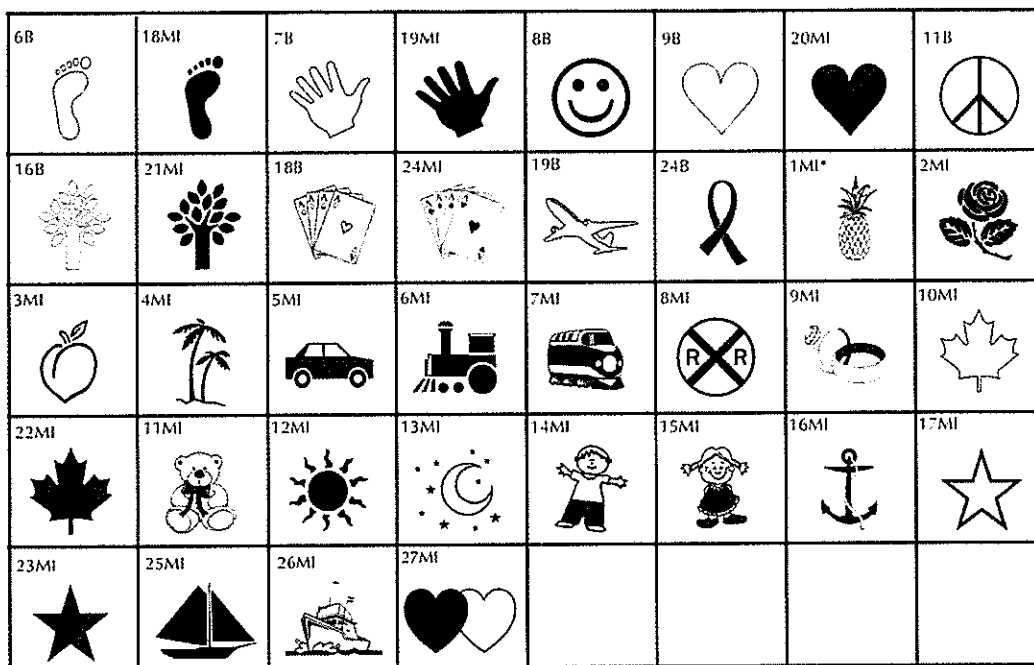 6B 18MI 7B 19MI 8B 9B 20MI 11B
16B 21MI 18B 24MI 19B 24B 1MI* 2MI
3MI 4MI 5MI 6MI 7MI 8MI 9MI 10MI
R R
22MI 11MI 12MI 13MI 14MI 15MI 16MI 17MI
23MI 25MI 26MI 27MI